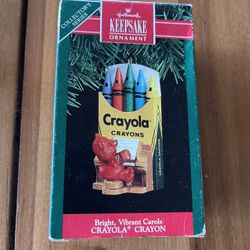 COLLECTOR'S SERIES
Hallmark
KEEPSAKE
ORNAMENT
Crayola
CRAYONS
Bright, Vibrant Carols
CRAYOLA® CRAYON